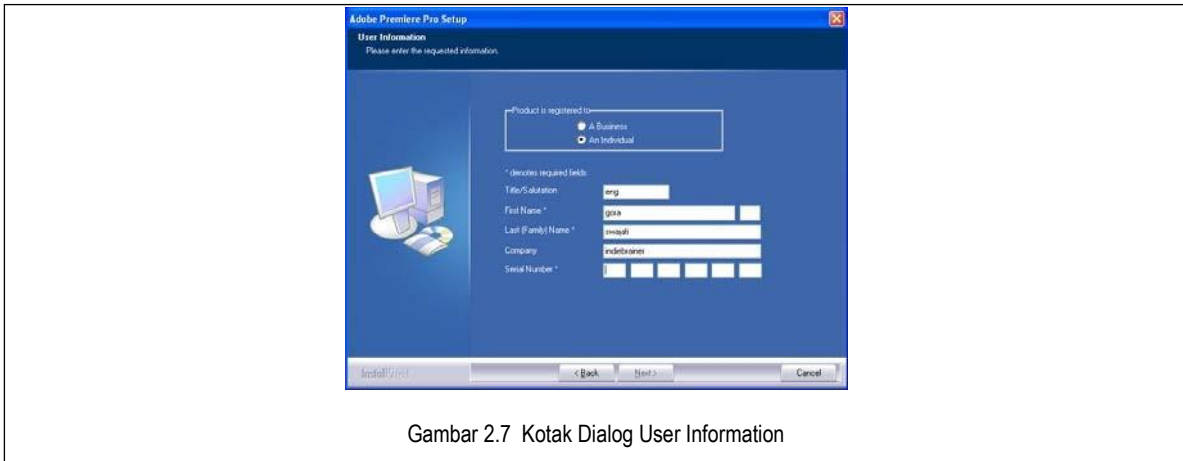 Adobe Premiere Pro Setup
User Information
Please enter the requested information.
Product is registered to
A Business
An Individual
* denotes required fields
Title/Salutation: eng
First Name * gora
Last (Family) Name *
Company indiebrainer
Serial Number *
InstallShield
< Back Next > Cancel
Gambar 2.7 Kotak Dialog User Information